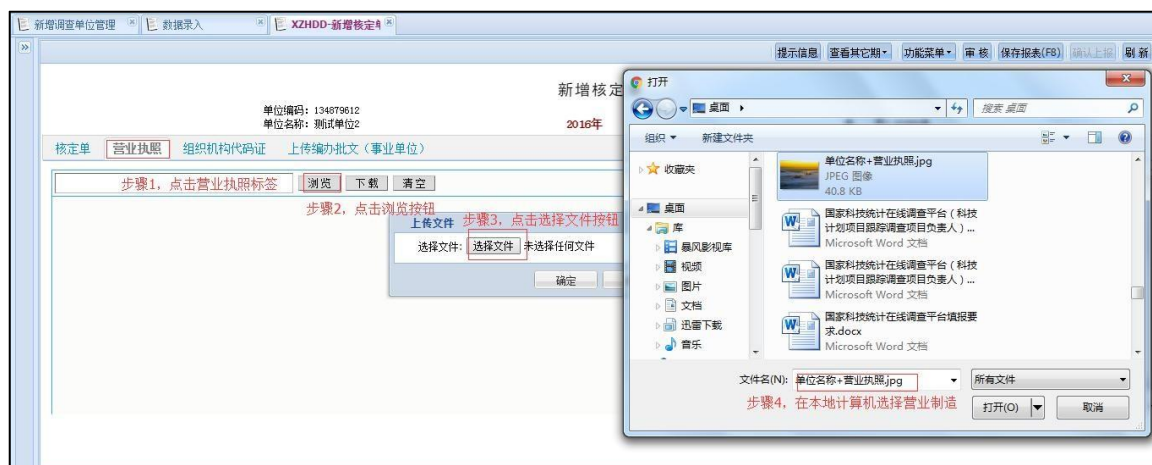 新增调查单位管理 数据录入 XZHDD-新增核定单
提示信息 查看其它期 功能菜单 审 核 保存报表(F8) 确认上报 刷 新
新增核定
单位编码：134879612
单位名称：测试单位2
2016年
核定单 营业执照 组织机构代码证 上传编办批文（事业单位）
步骤1，点击营业执照标签 浏览 下载 清空
步骤2，点击浏览按钮
上传文件 步骤3，点击选择文件按钮
选择文件: 选择文件 未选择任何文件
确定
打开
桌面 搜索 桌面
组织 新建文件夹
收藏夹
桌面
库
暴风影视库
视频
图片
文档
迅雷下载
音乐
单位名称+营业执照.jpg
JPEG 图像
40.8 KB
国家科技统计在线调查平台（科技
计划项目跟踪调查项目负责人）...
Microsoft Word 文档
国家科技统计在线调查平台（科技
计划项目跟踪调查项目负责人）...
Microsoft Word 文档
国家科技统计在线调查平台填报要
求.docx
Microsoft Word 文档
文件名(N): 单位名称+营业执照.jpg 所有文件
步骤4，在本地计算机选择营业制造
打开(O) 取消